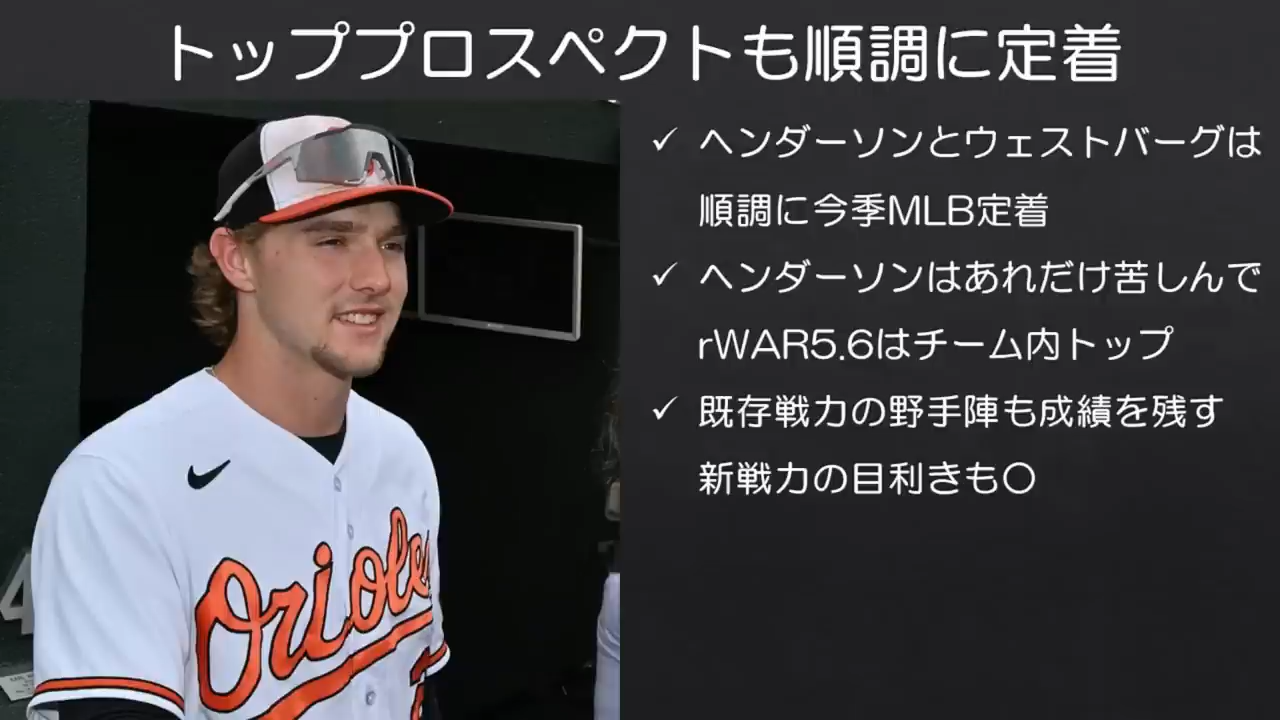 トッププロスペクトも順調に定着
✓ ヘンダーソンとウェストバーグは
順調に今季MLB定着
✓ ヘンダーソンはあれだけ苦しんで
rWAR5.6はチーム内トップ
✓ 既存戦力の野手陣も成績を残す
新戦力の目利きも〇
Orioles
4